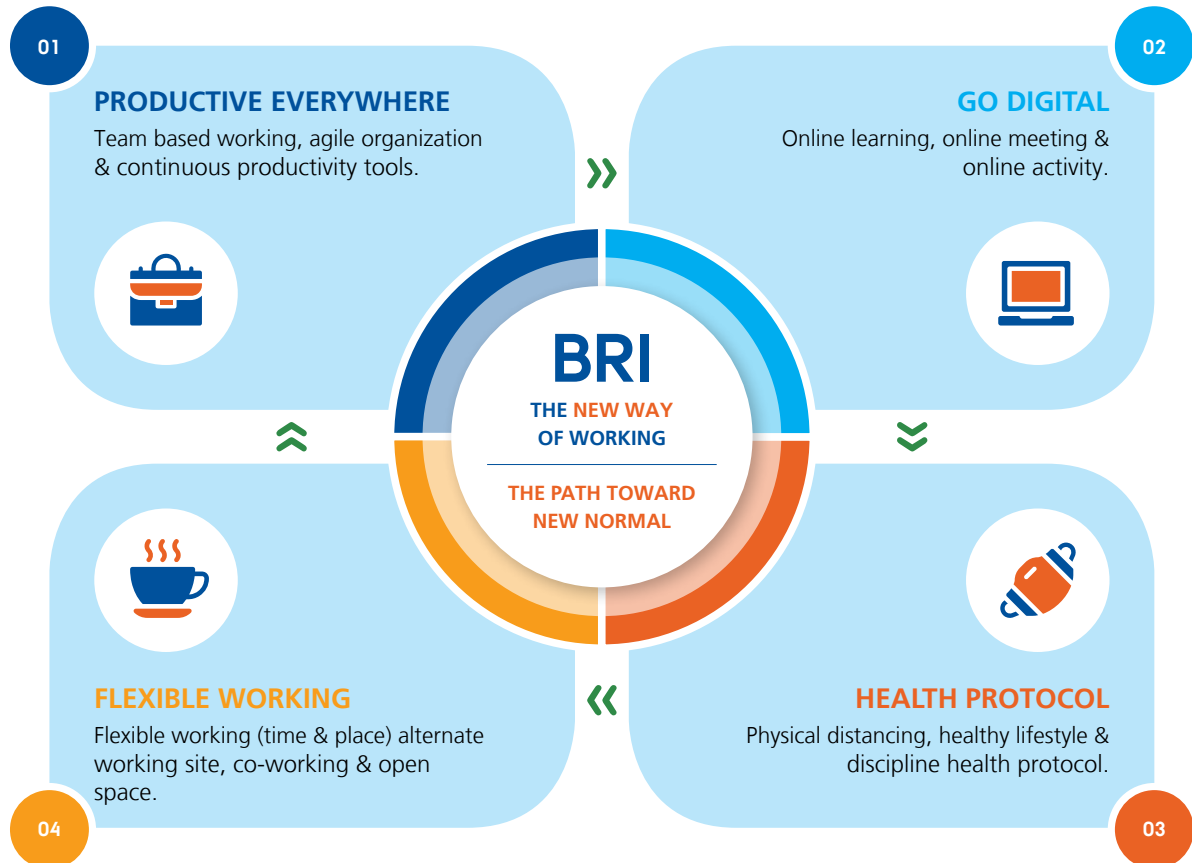 01
PRODUCTIVE EVERYWHERE
Team based working, agile organization
& continuous productivity tools.
02
GO DIGITAL
Online learning, online meeting &
online activity.
BRI
THE NEW WAY
OF WORKING
THE PATH TOWARD
NEW NORMAL
HEALTH PROTOCOL
Physical distancing, healthy lifestyle &
discipline health protocol.
03
FLEXIBLE WORKING
Flexible working (time & place) alternate
working site, co-working & open
space.
04